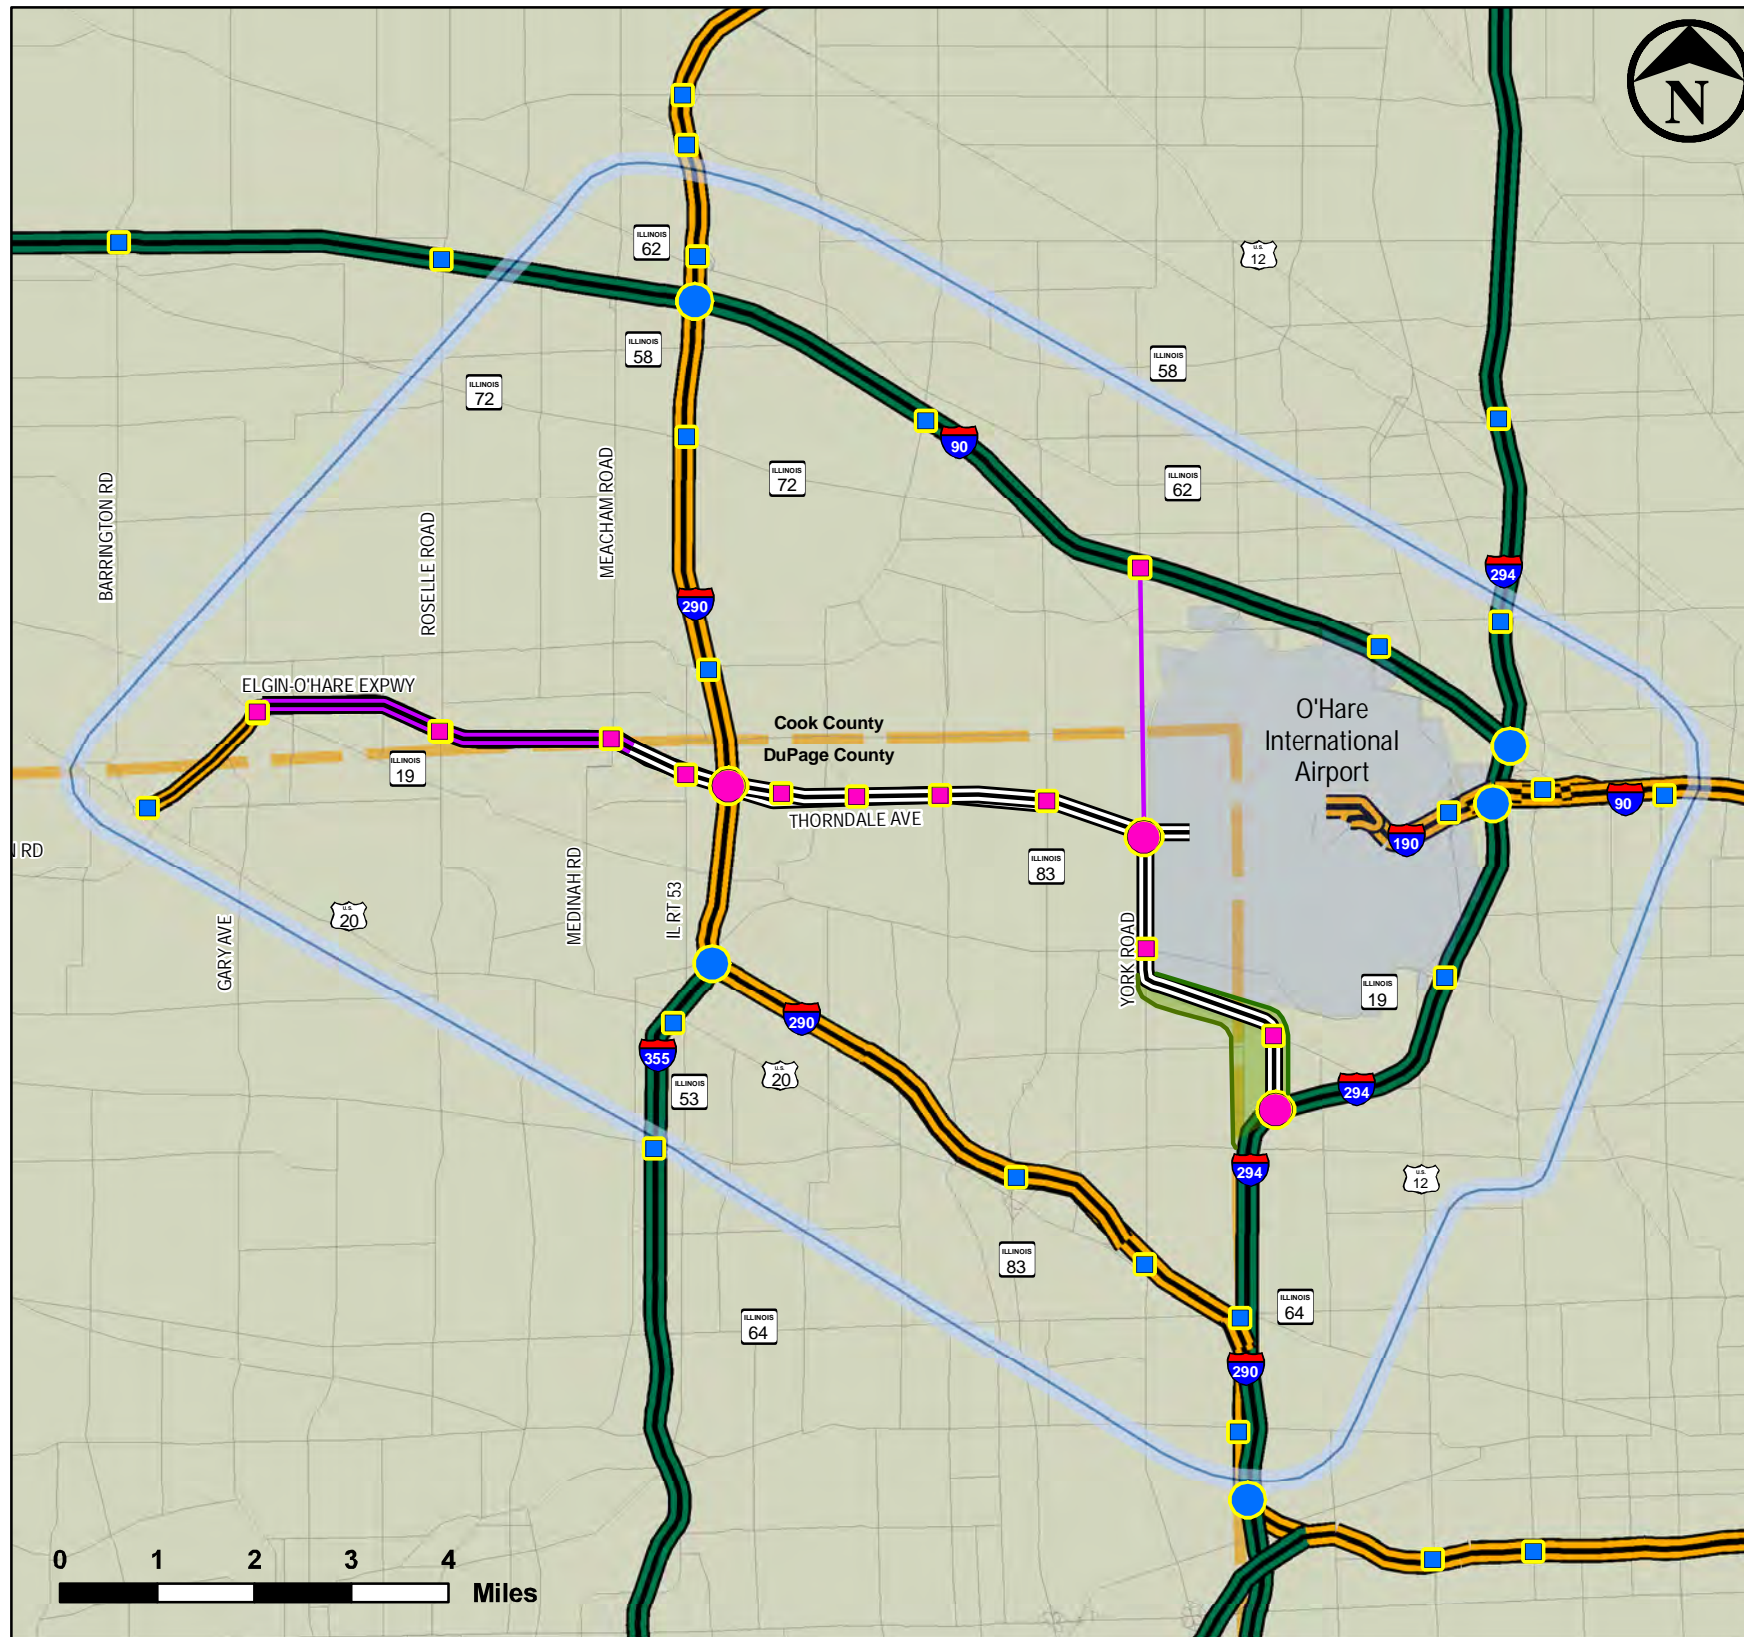 N
ILLINOIS
62
U.S.
12
ILLINOIS
58
ILLINOIS
58
ILLINOIS
72
90
ILLINOIS
72
ILLINOIS
62
BARRINGTON RD
ROSELLE ROAD
MEACHAM ROAD
290
294
ELGIN-O'HARE EXPWY
Cook County
DuPage County
O'Hare
International
Airport
ILLINOIS
19
THORNDALE AVE
90
190
RD
ILLINOIS
83
U.S.
20
GARY AVE
MEDINAH RD
IL RT 53
YORK ROAD
ILLINOIS
19
290
355
U.S.
20
ILLINOIS
53
294
294
U.S.
12
ILLINOIS
83
ILLINOIS
64
ILLINOIS
64
290
0 1 2 3 4
Miles